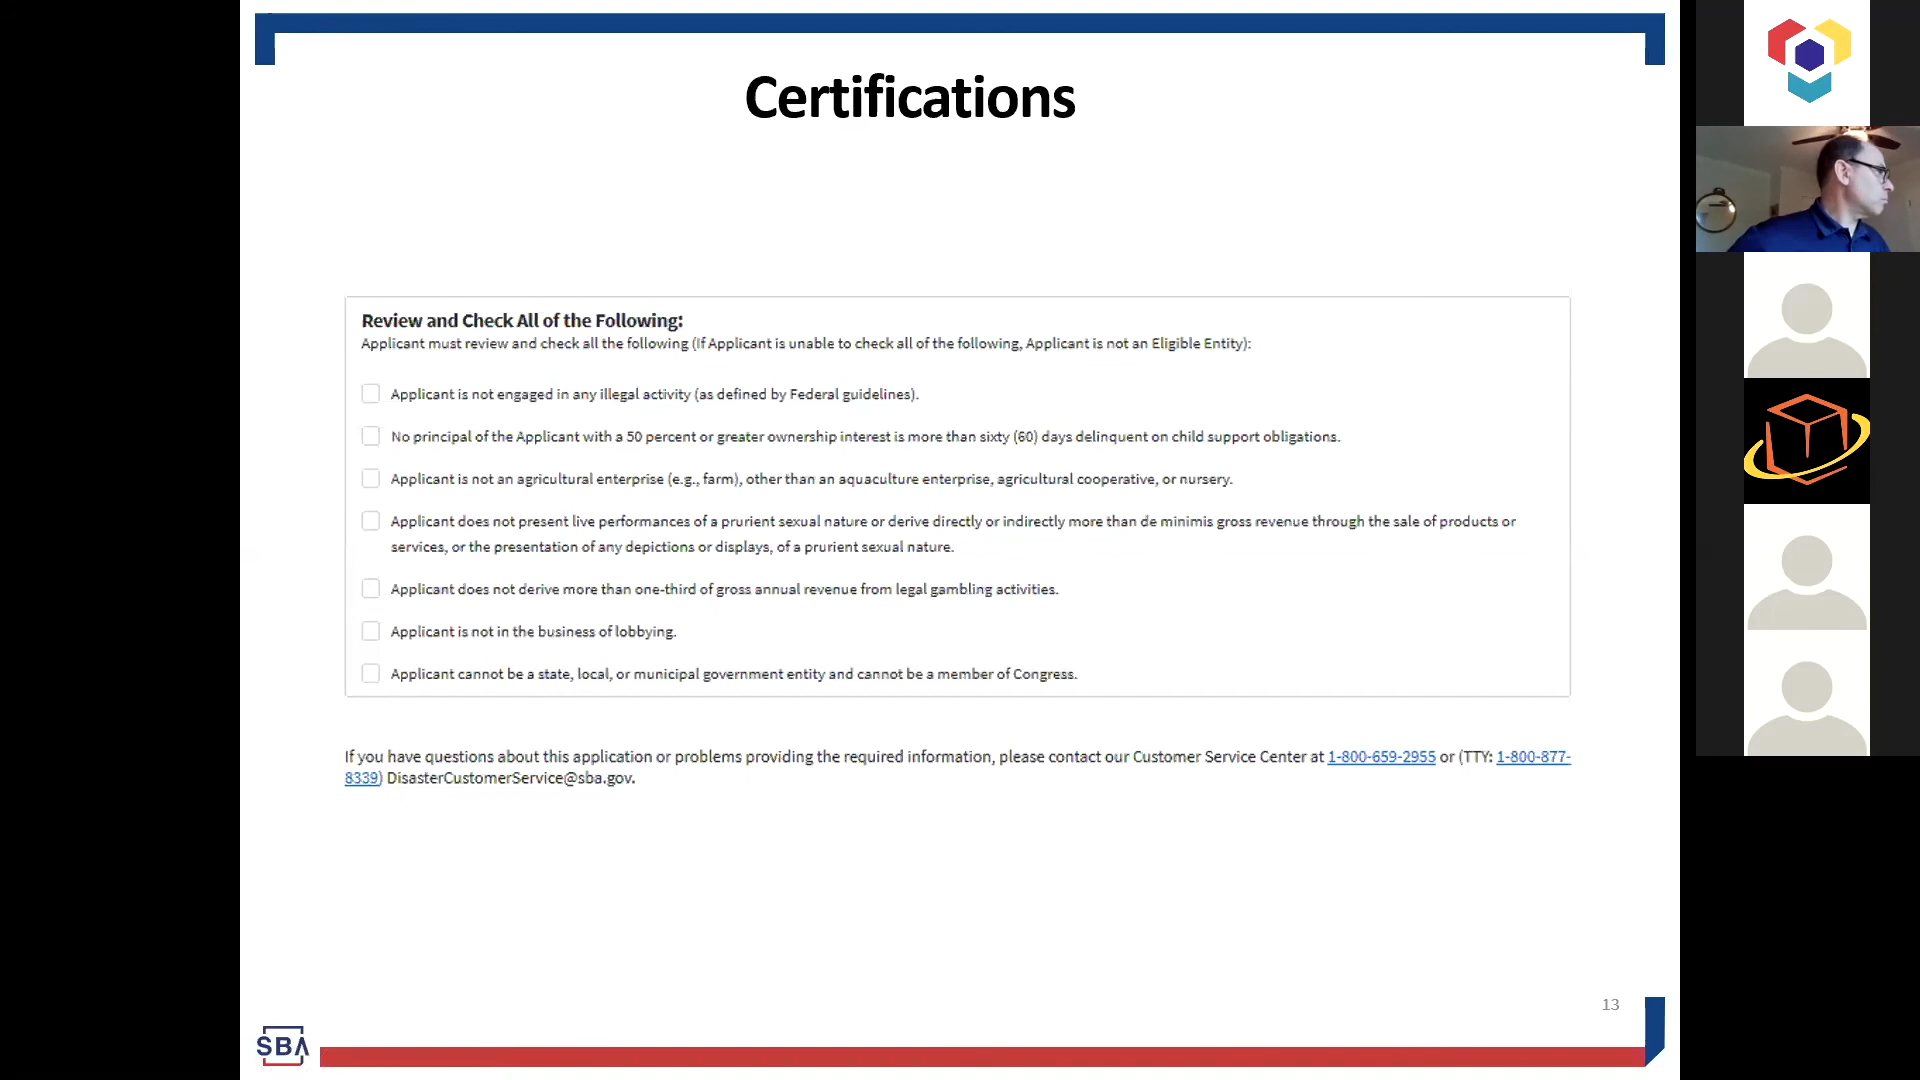 Certifications
Review and Check All of the Following:
Applicant must review and check all the following (If Applicant is unable to check all of the following, Applicant is not an Eligible Entity):
Applicant is not engaged in any illegal activity (as defined by Federal guidelines).
No principal of the Applicant with a 50 percent or greater ownership interest is more than sixty (60) days delinquent on child support obligations.
Applicant is not an agricultural enterprise (e.g., farm), other than an aquaculture enterprise, agricultural cooperative, or nursery.
Applicant does not present live performances of a prurient sexual nature or derive directly or indirectly more than de minimis gross revenue through the sale of products or
services, or the presentation of any depictions or displays, of a prurient sexual nature.
Applicant does not derive more than one-third of gross annual revenue from legal gambling activities.
Applicant is not in the business of lobbying.
Applicant cannot be a state, local, or municipal government entity and cannot be a member of Congress.
If you have questions about this application or problems providing the required information, please contact our Customer Service Center at 1-800-659-2955 or (TTY: 1-800-877-
8339) DisasterCustomerService@sba.gov.
13
SBA